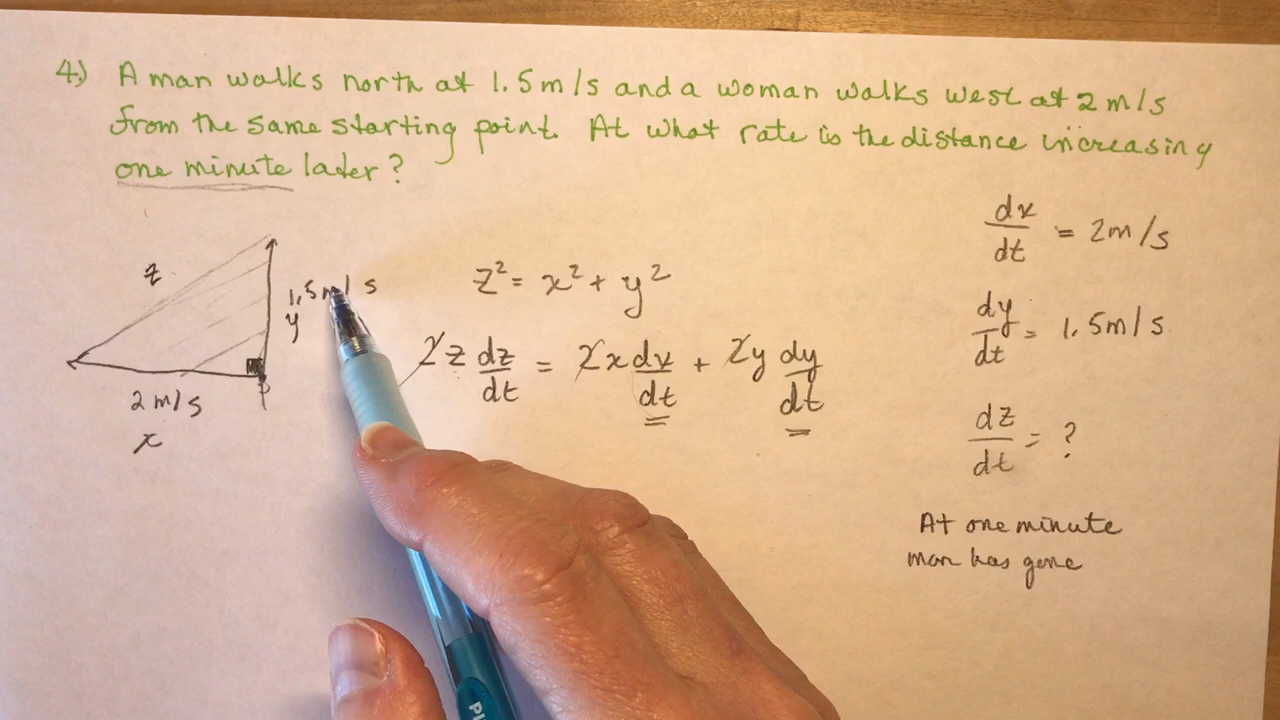 4.) A man walks north at 1.5 m/s and a woman walks west at 2 m/s
from the same starting point. At what rate is the distance increasing
one minute later?
z
1.5 m/s
y
2 m/s
x
z² = x² + y²
2z dz/dt = 2x dx/dt + 2y dy/dt
dx/dt = 2 m/s
dy/dt = 1.5 m/s
dz/dt = ?
At one minute
man has gone